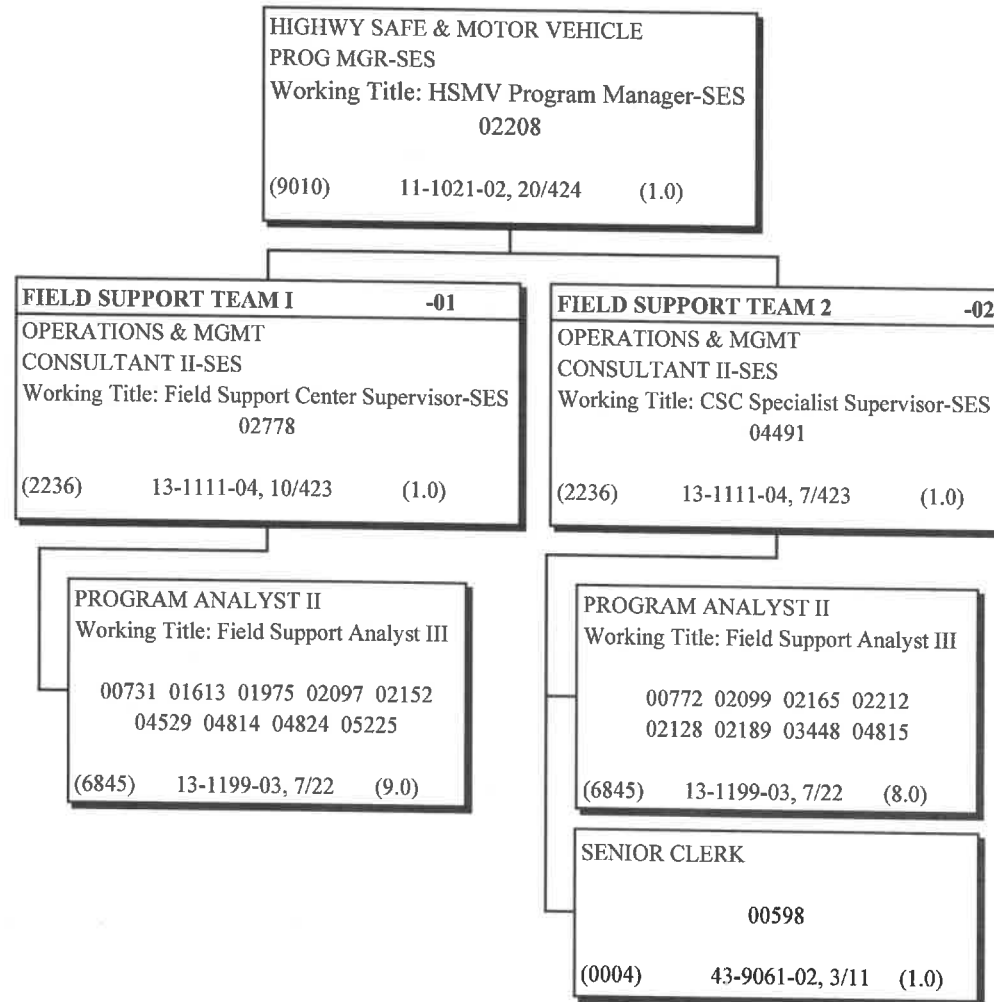 HIGHWY SAFE & MOTOR VEHICLE
PROG MGR-SES
Working Title: HSMV Program Manager-SES
02208
(9010) 11-1021-02, 20/424 (1.0)
FIELD SUPPORT TEAM I -01
OPERATIONS & MGMT
CONSULTANT II-SES
Working Title: Field Support Center Supervisor-SES
02778
(2236) 13-1111-04, 10/423 (1.0)
PROGRAM ANALYST II
Working Title: Field Support Analyst III
00731 01613 01975 02097 02152
04529 04814 04824 05225
(6845) 13-1199-03, 7/22 (9.0)
FIELD SUPPORT TEAM 2 -02
OPERATIONS & MGMT
CONSULTANT II-SES
Working Title: CSC Specialist Supervisor-SES
04491
(2236) 13-1111-04, 7/423 (1.0)
PROGRAM ANALYST II
Working Title: Field Support Analyst III
00772 02099 02165 02212
02128 02189 03448 04815
(6845) 13-1199-03, 7/22 (8.0)
SENIOR CLERK
00598
(0004) 43-9061-02, 3/11 (1.0)